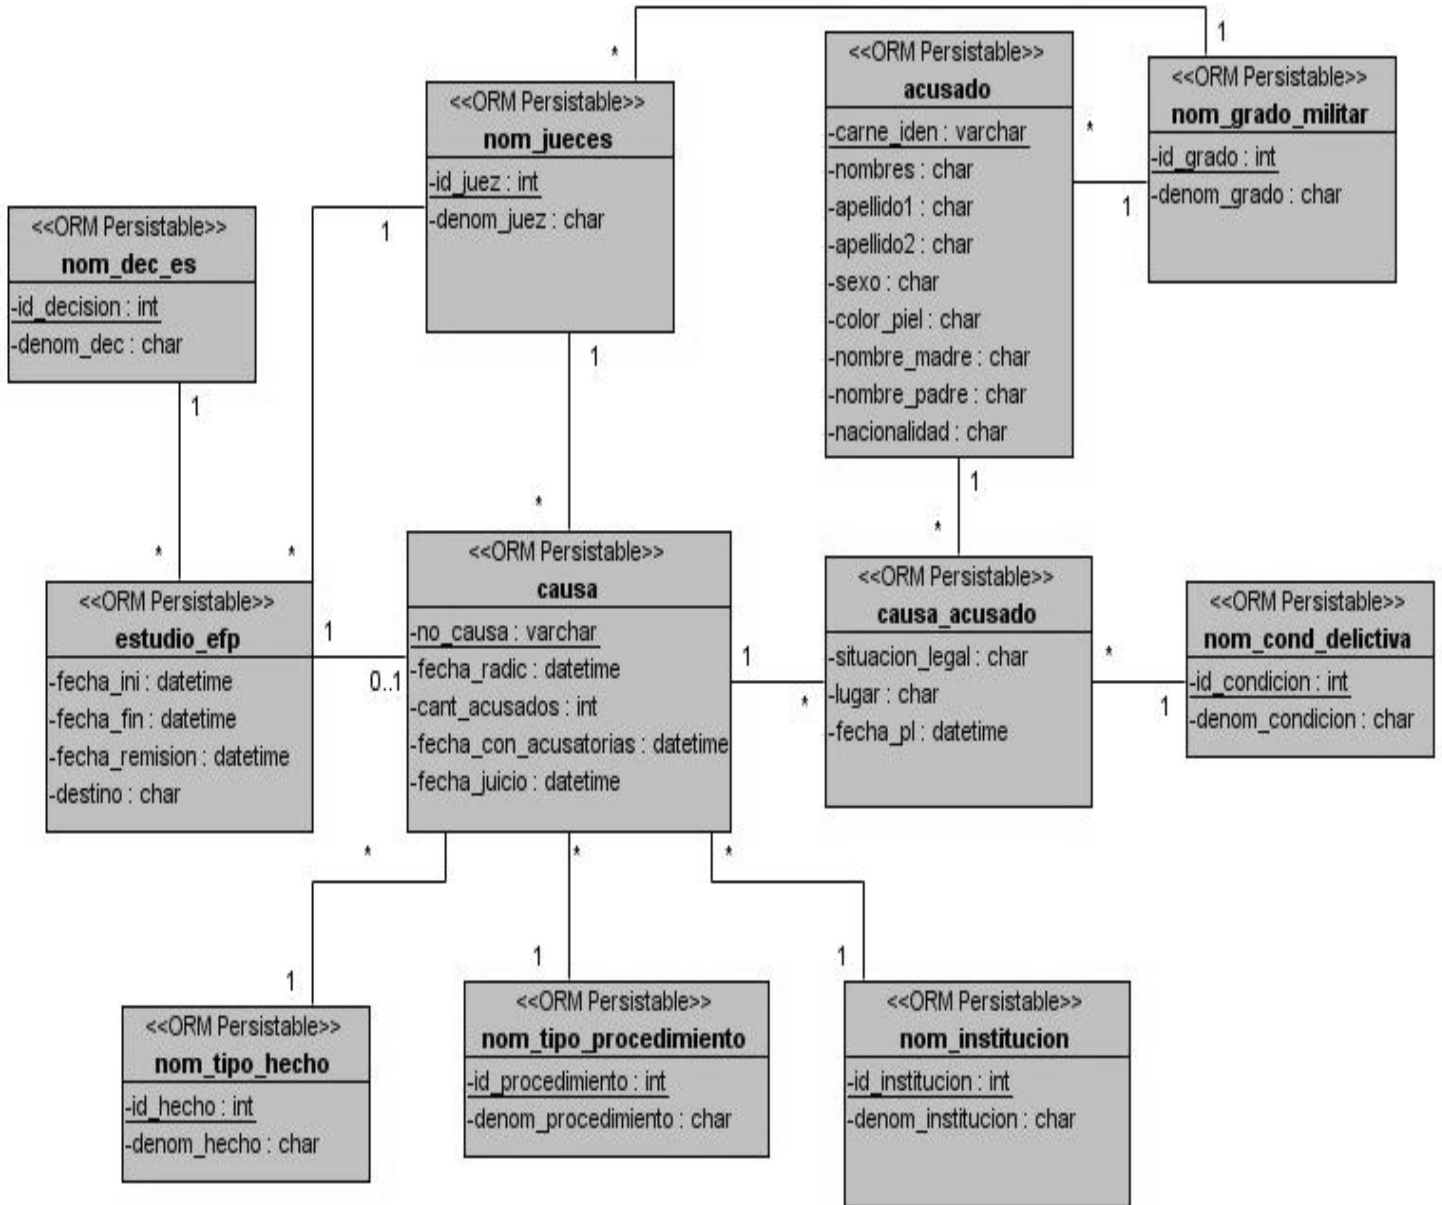 1
*
<<ORM Persistable>>
acusado
-carne_iden : varchar
-nombres : char
-apellido1 : char
-apellido2 : char
-sexo : char
-color_piel : char
-nombre_madre : char
-nombre_padre : char
-nacionalidad : char
<<ORM Persistable>>
nom_grado_militar
-id_grado : int
-denom_grado : char
*
1
<<ORM Persistable>>
nom_jueces
-id_juez : int
-denom_juez : char
1
1
<<ORM Persistable>>
nom_dec_es
-id_decision : int
-denom_dec : char
1
1
*
*
*
*
<<ORM Persistable>>
estudio_efp
-fecha_ini : datetime
-fecha_fin : datetime
-fecha_remision : datetime
-destino : char
1
0..1
<<ORM Persistable>>
causa
-no_causa : varchar
-fecha_radic : datetime
-cant_acusados : int
-fecha_con_acusatorias : datetime
-fecha_juicio : datetime
1
*
<<ORM Persistable>>
causa_acusado
-situacion_legal : char
-lugar : char
-fecha_pl : datetime
*
1
<<ORM Persistable>>
nom_cond_delictiva
-id_condicion : int
-denom_condicion : char
*
*
*
1
1
1
<<ORM Persistable>>
nom_tipo_hecho
-id_hecho : int
-denom_hecho : char
<<ORM Persistable>>
nom_tipo_procedimiento
-id_procedimiento : int
-denom_procedimiento : char
<<ORM Persistable>>
nom_institucion
-id_institucion : int
-denom_institucion : char